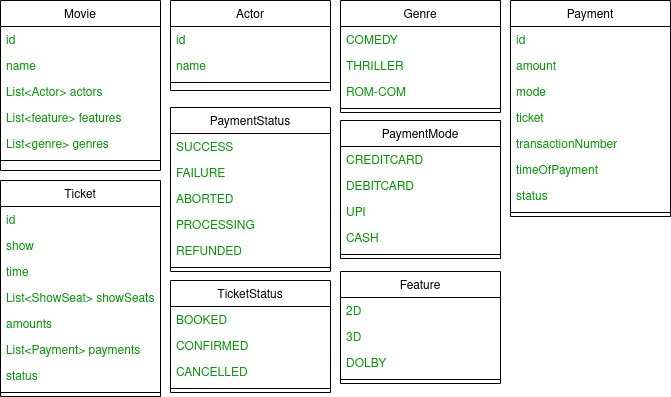 Movie
id
name
List<Actor> actors
List<feature> features
List<genre> genres
Actor
id
name
Genre
COMEDY
THRILLER
ROM-COM
Payment
id
amount
mode
ticket
transactionNumber
timeOfPayment
status
PaymentStatus
SUCCESS
FAILURE
ABORTED
PROCESSING
REFUNDED
PaymentMode
CREDITCARD
DEBITCARD
UPI
CASH
Ticket
id
show
time
List<ShowSeat> showSeats
amounts
List<Payment> payments
status
TicketStatus
BOOKED
CONFIRMED
CANCELLED
Feature
2D
3D
DOLBY